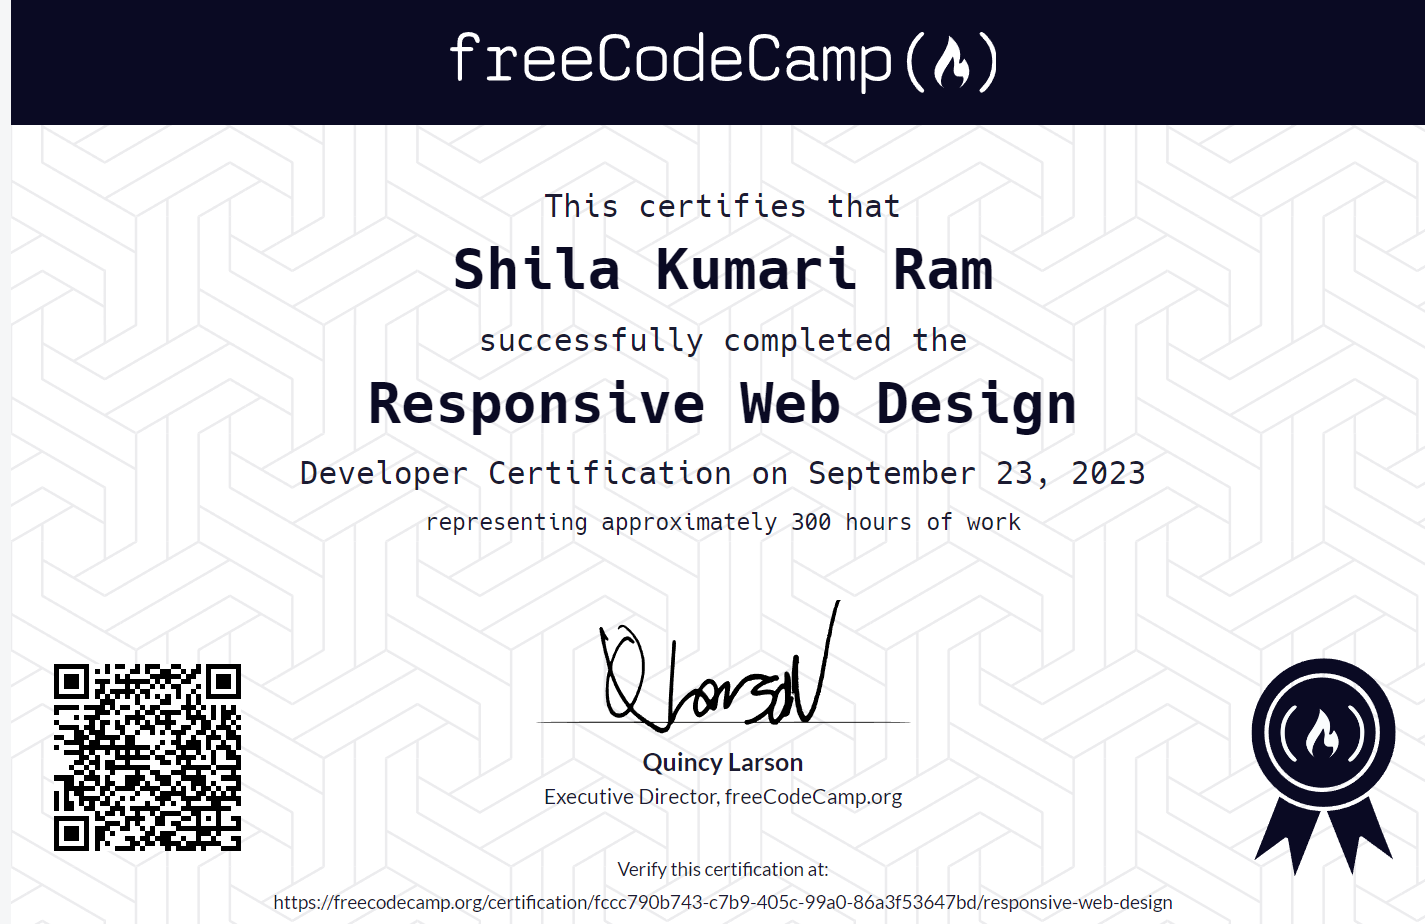 freeCodeCamp
This certifies that
Shila Kumari Ram
successfully completed the
Responsive Web Design
Developer Certification on September 23, 2023
representing approximately 300 hours of work
Quincy Larson
Executive Director, freeCodeCamp.org
Verify this certification at:
https://freecodecamp.org/certification/fccc790b743-c7b9-405c-99a0-86a3f53647bd/responsive-web-design